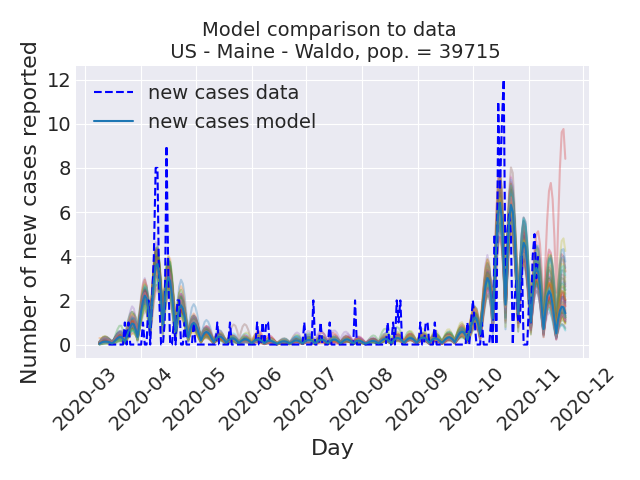 Model comparison to data
US - Maine - Waldo, pop. = 39715
new cases data
new cases model
Number of new cases reported
12
10
8
6
4
2
0
2020-03
2020-04
2020-05
2020-06
2020-07
2020-08
2020-09
2020-10
2020-11
2020-12
Day